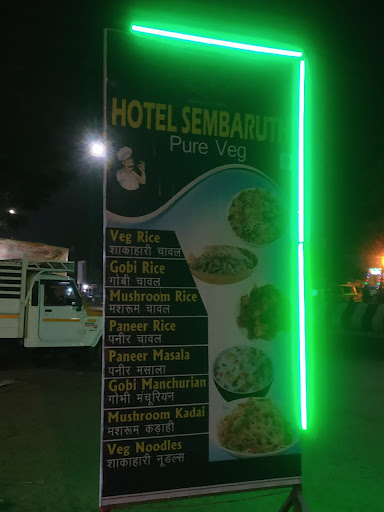 HOTEL SEMBARUTHI
Pure Veg
Veg Rice
शाकाहारी चावल
Gobi Rice
गोबी चावल
Mushroom Rice
मशरूम चावल
Paneer Rice
पनीर चावल
Paneer Masala
पनीर मसाला
Gobi Manchurian
गोभी मंचूरियन
Mushroom Kadai
मशरूम कड़ाही
Veg Noodles
शाकाहारी नूडल्स